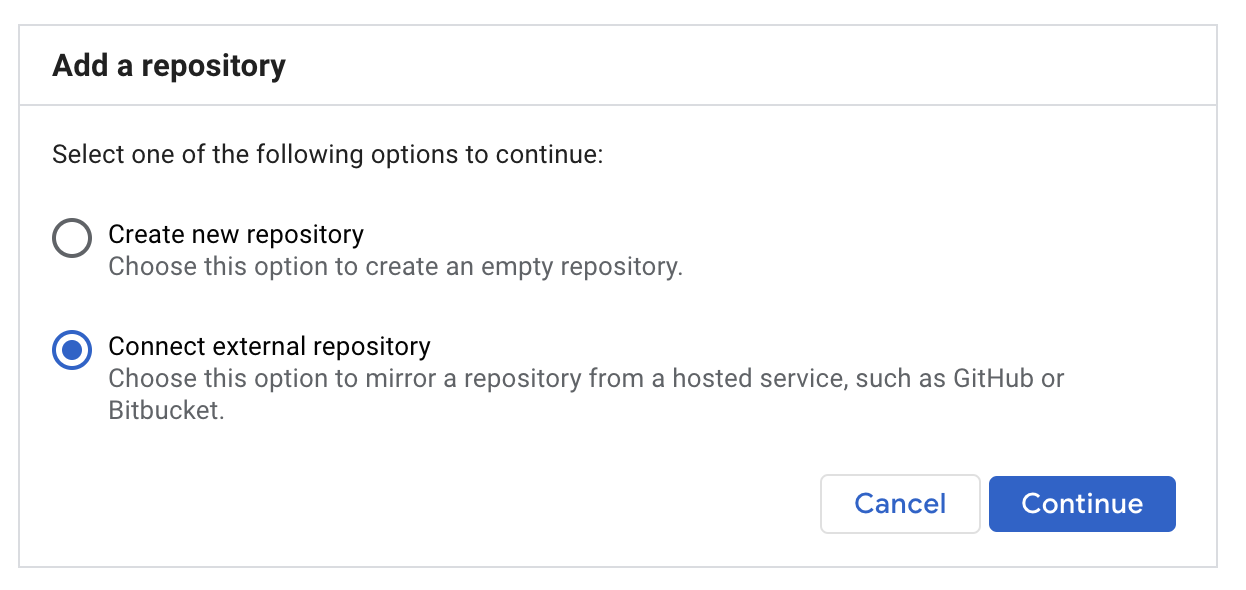 Add a repository
Select one of the following options to continue:
Create new repository
Choose this option to create an empty repository.
Connect external repository
Choose this option to mirror a repository from a hosted service, such as GitHub or
Bitbucket.
Cancel
Continue